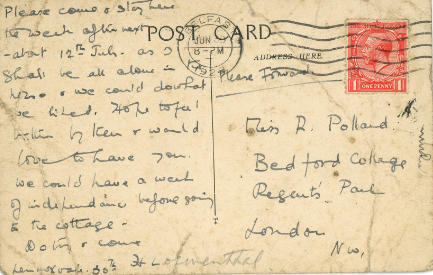 Please come & stay here
the week after next
- about 12th July. as I
shall be all alone in
house & we could do what
we liked. Hope to feel
better by then & would
love to have you.
we could have a week
of independence before going
to the cottage.
Do try & come
POST CARD
BELFAST
JUN
8-PM
ADDRESS HERE
Please Forward.
ONE PENNY
Miss R. Polland
Bedford College
Regents' Park
London
N.W.